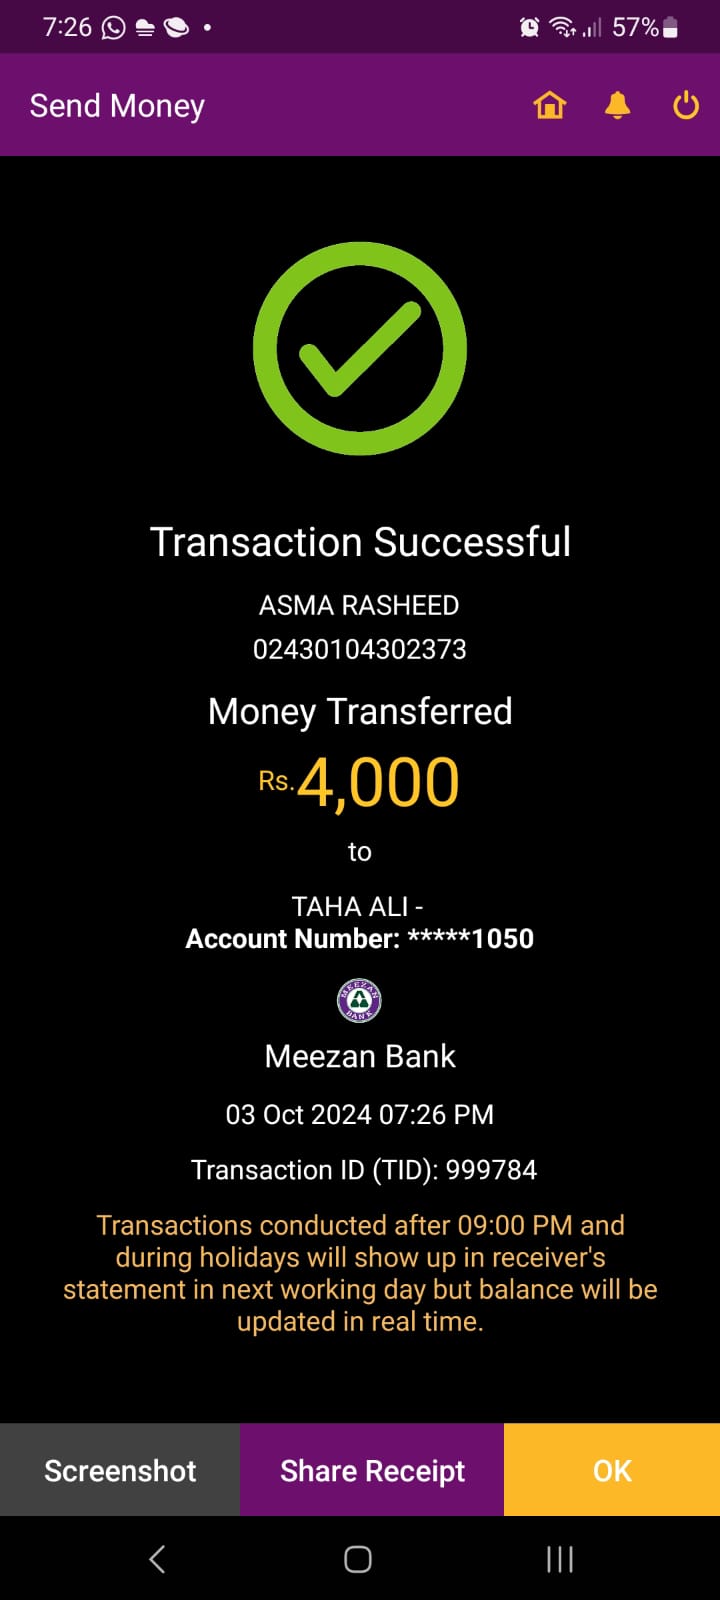 7:26 57%
Send Money
Transaction Successful
ASMA RASHEED
02430104302373
Money Transferred
Rs.4,000
to
TAHA ALI -
Account Number: *****1050
MEEZAN BANK
Meezan Bank
03 Oct 2024 07:26 PM
Transaction ID (TID): 999784
Transactions conducted after 09:00 PM and
during holidays will show up in receiver's
statement in next working day but balance will be
updated in real time.
Screenshot Share Receipt OK